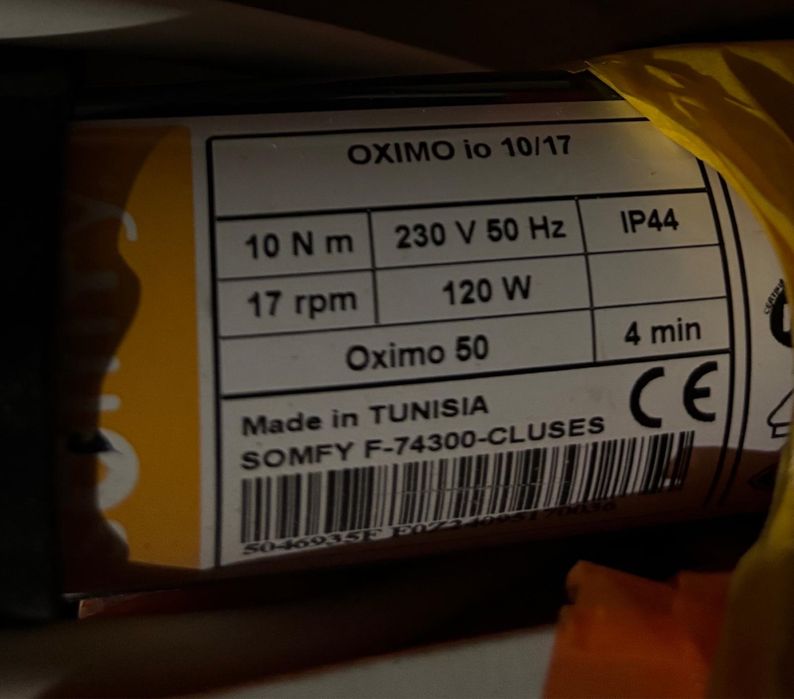 OXIMO io 10/17
10 N m 230 V 50 Hz IP44
17 rpm 120 W
Oximo 50 4 min
Made in TUNISIA
SOMFY F-74300-CLUSES
5046935F